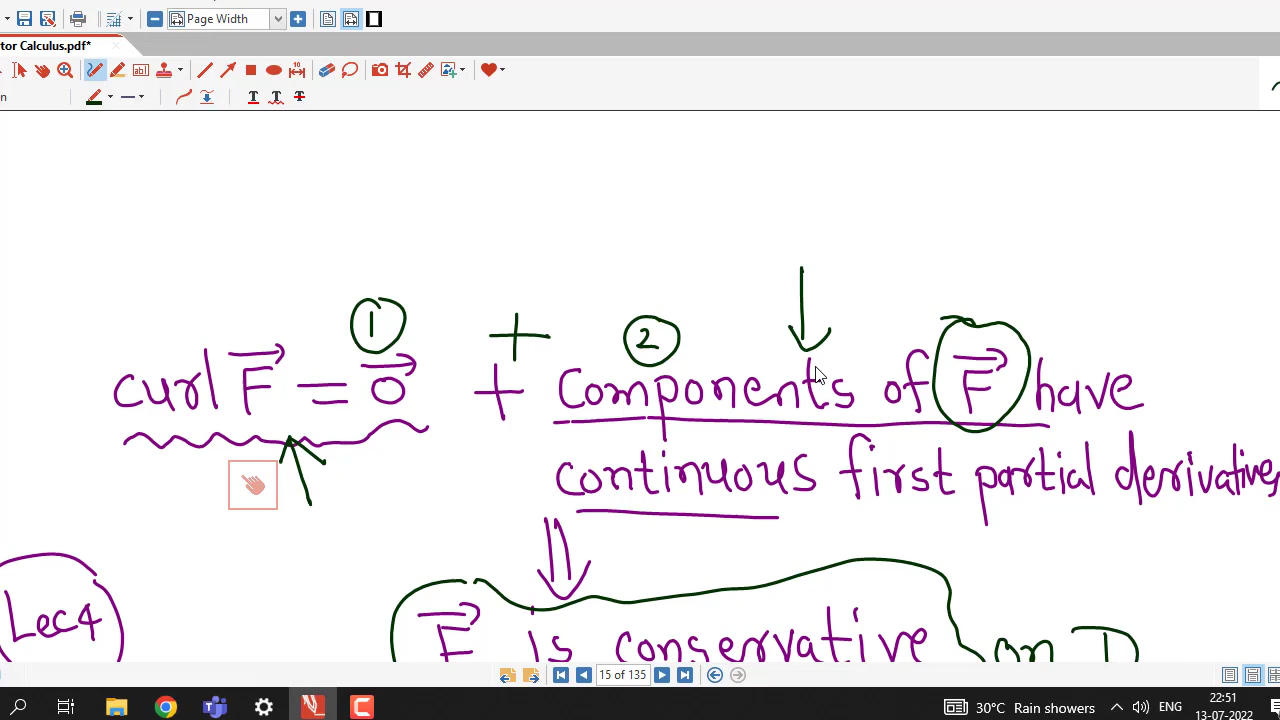 Page Width
tor Calculus.pdf*
n
① + ②
curl F = 0 + Components of F have
continuous first partial derivatives
Lec4
F is conservative on D
15 of 135
30°C Rain showers
ENG
22:51
13-07-2022